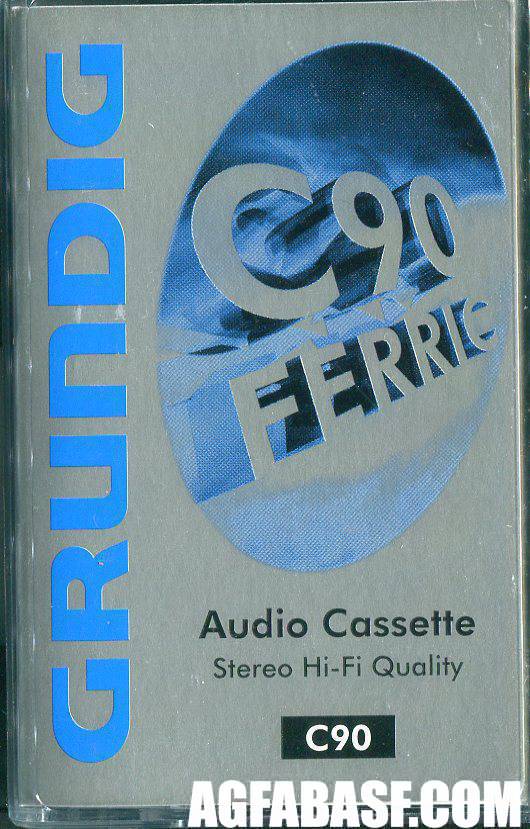 GRUNDIG
C90
FERRIC
Audio Cassette
Stereo Hi-Fi Quality
C90
AGFABASF.COM